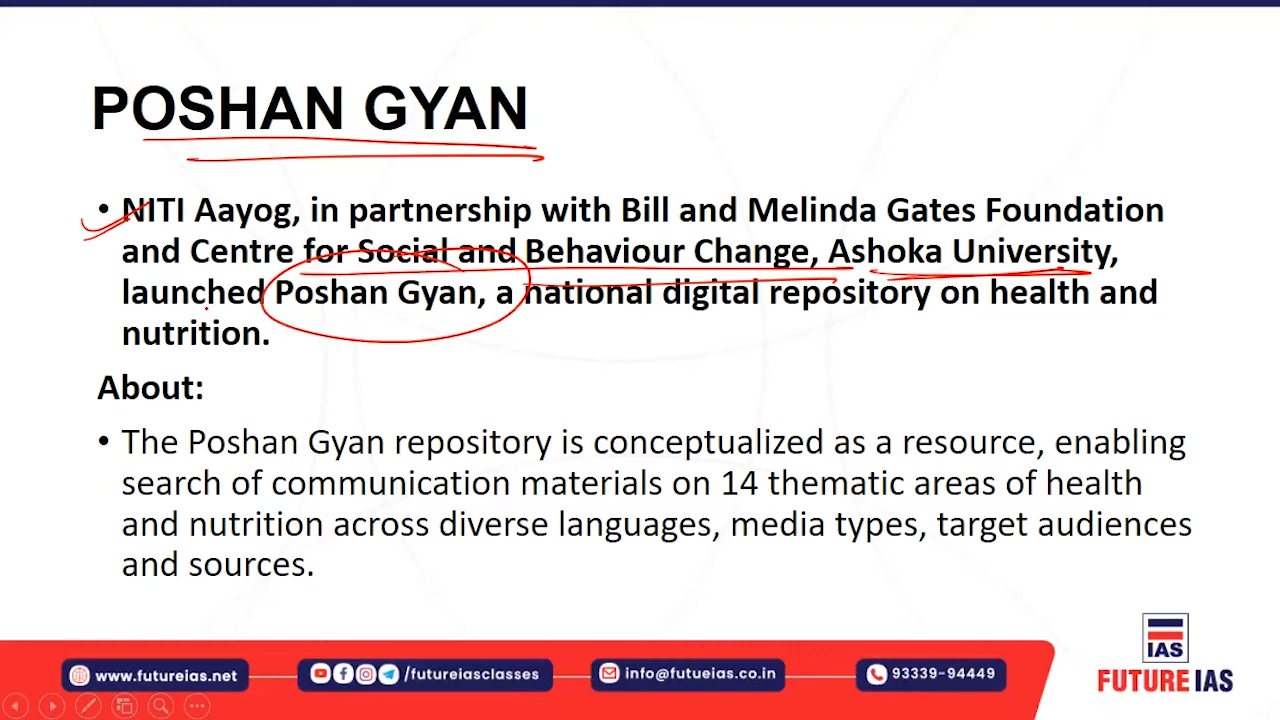 POSHAN GYAN
• NITI Aayog, in partnership with Bill and Melinda Gates Foundation
and Centre for Social and Behaviour Change, Ashoka University,
launched Poshan Gyan, a national digital repository on health and
nutrition.
About:
• The Poshan Gyan repository is conceptualized as a resource, enabling
search of communication materials on 14 thematic areas of health
and nutrition across diverse languages, media types, target audiences
and sources.
www.futureias.net
/futureiasclasses
info@futueias.co.in
93339-94449
IAS
FUTURE IAS